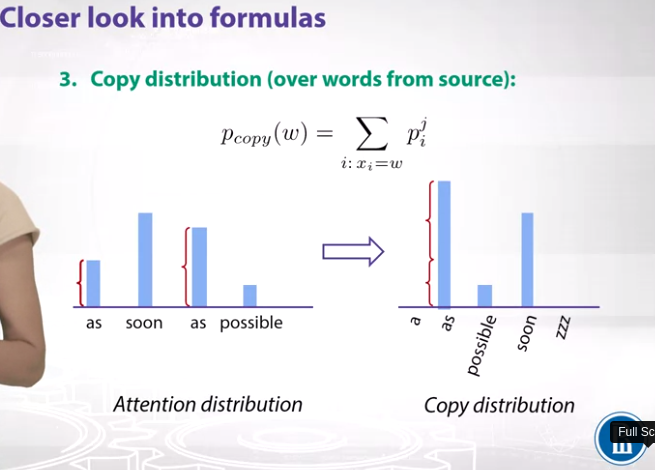 Closer look into formulas
3. Copy distribution (over words from source):
p_{copy}(w) = \sum_{i: x_i=w} p_i^j
as soon as possible
a as possible soon zzz
Attention distribution
Copy distribution
Full Sc
m